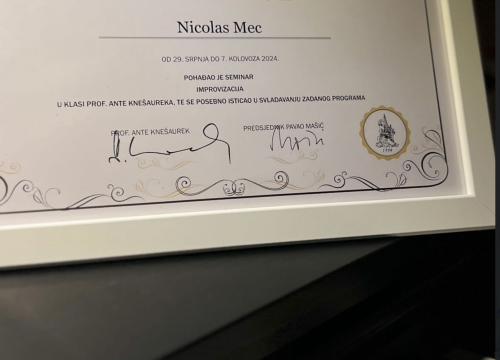 Nicolas Mec
OD 29. SRPNJA DO 7. KOLOVOZA 2024.
POHAĐAO JE SEMINAR
IMPROVIZACIJA
U KLASI PROF. ANTE KNEŠAUREKA, TE SE POSEBNO ISTICAO U SVLADAVANJU ZADANOG PROGRAMA
PROF. ANTE KNEŠAUREK
PREDSJEDNIK PAVAO MAŠIĆ